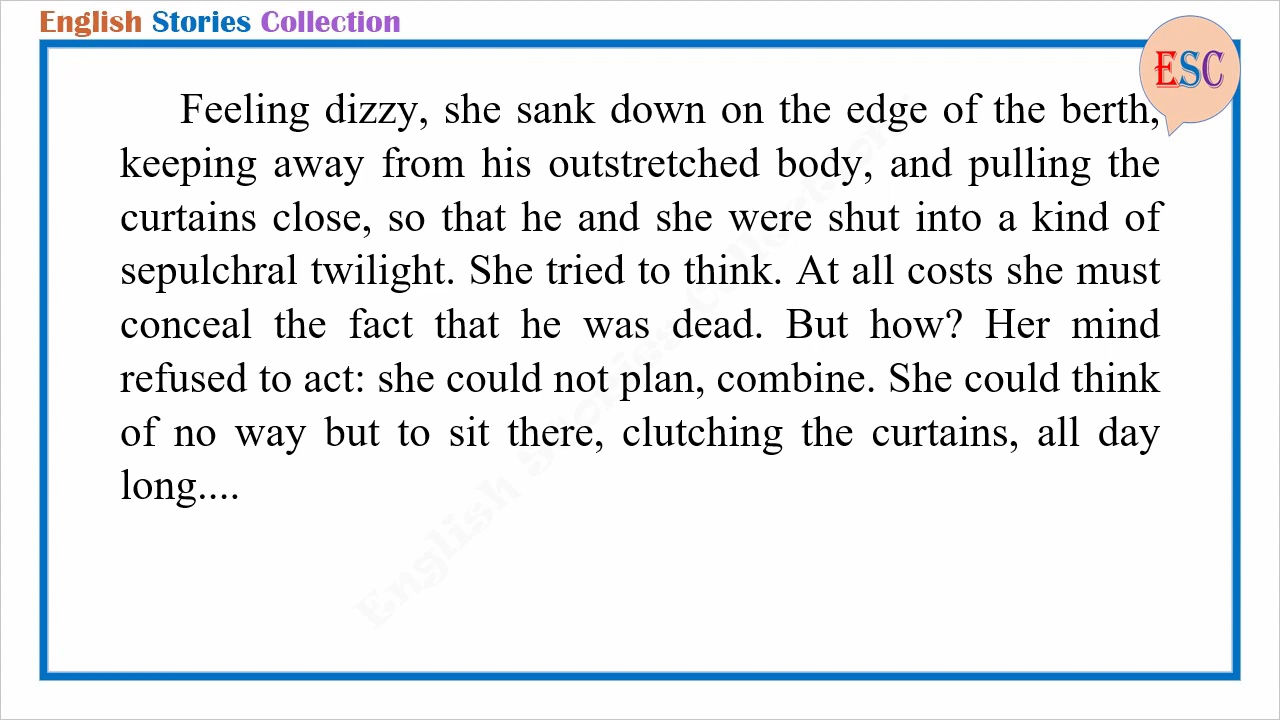 English Stories Collection
ESC
Feeling dizzy, she sank down on the edge of the berth,
keeping away from his outstretched body, and pulling the
curtains close, so that he and she were shut into a kind of
sepulchral twilight. She tried to think. At all costs she must
conceal the fact that he was dead. But how? Her mind
refused to act: she could not plan, combine. She could think
of no way but to sit there, clutching the curtains, all day
long....
English Stories Collection